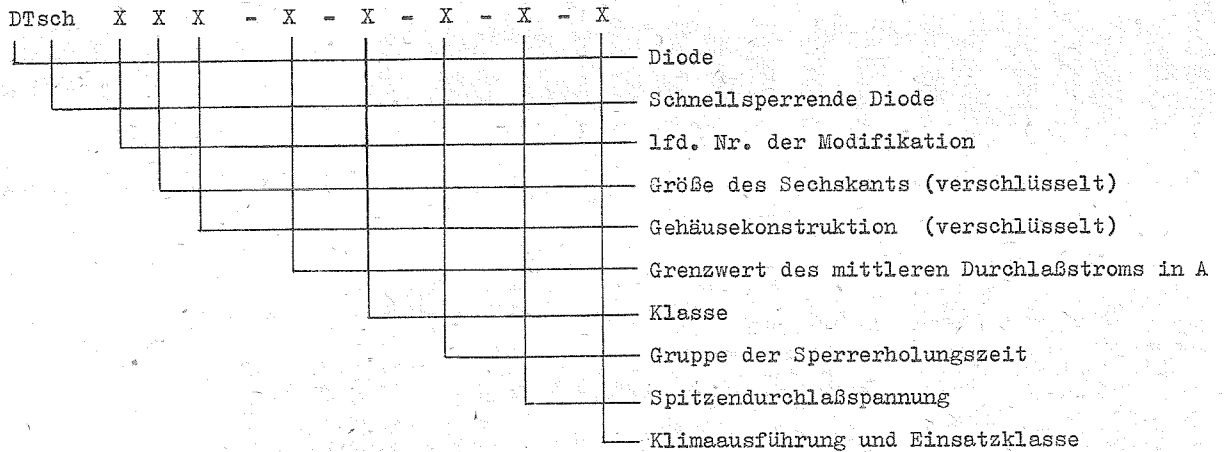 DTsch X X X - X - X - X - X - X
Diode
Schnellsperrende Diode
lfd. Nr. der Modifikation
Größe des Sechskants (verschlüsselt)
Gehäusekonstruktion (verschlüsselt)
Grenzwert des mittleren Durchlaßstroms in A
Klasse
Gruppe der Sperrerholungszeit
Spitzendurchlaßspannung
Klimaausführung und Einsatzklasse